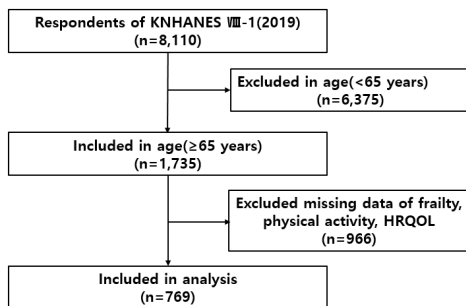 Respondents of KNHANES Ⅷ-1(2019)
(n=8,110)
Excluded in age(<65 years)
(n=6,375)
Included in age(≥65 years)
(n=1,735)
Excluded missing data of frailty,
physical activity, HRQOL
(n=966)
Included in analysis
(n=769)